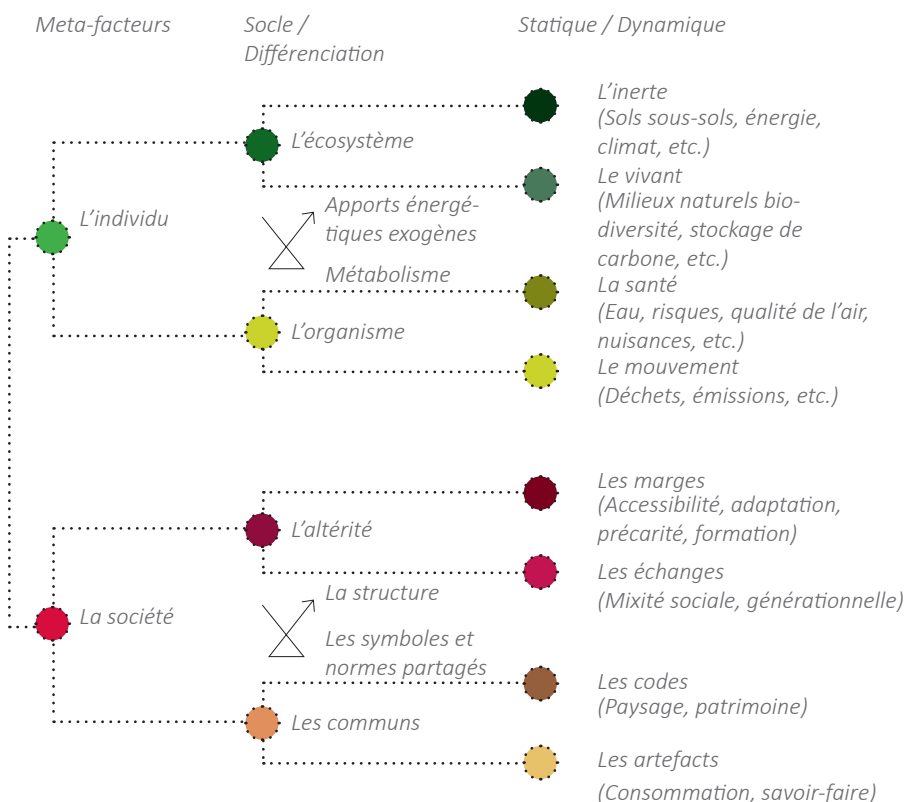 Meta-facteurs
Socle /
Différenciation
Statique / Dynamique
L’inerte
(Sols sous-sols, énergie,
climat, etc.)
L’écosystème
Le vivant
(Milieux naturels bio-
diversité, stockage de
carbone, etc.)
L’individu
Apports énergé-
tiques exogènes
Métabolisme
La santé
(Eau, risques, qualité de l’air,
nuisances, etc.)
L’organisme
Le mouvement
(Déchets, émissions, etc.)
Les marges
(Accessibilité, adaptation,
précarité, formation)
L’altérité
Les échanges
(Mixité sociale, générationnelle)
La société
La structure
Les symboles et
normes partagés
Les codes
(Paysage, patrimoine)
Les communs
Les artefacts
(Consommation, savoir-faire)